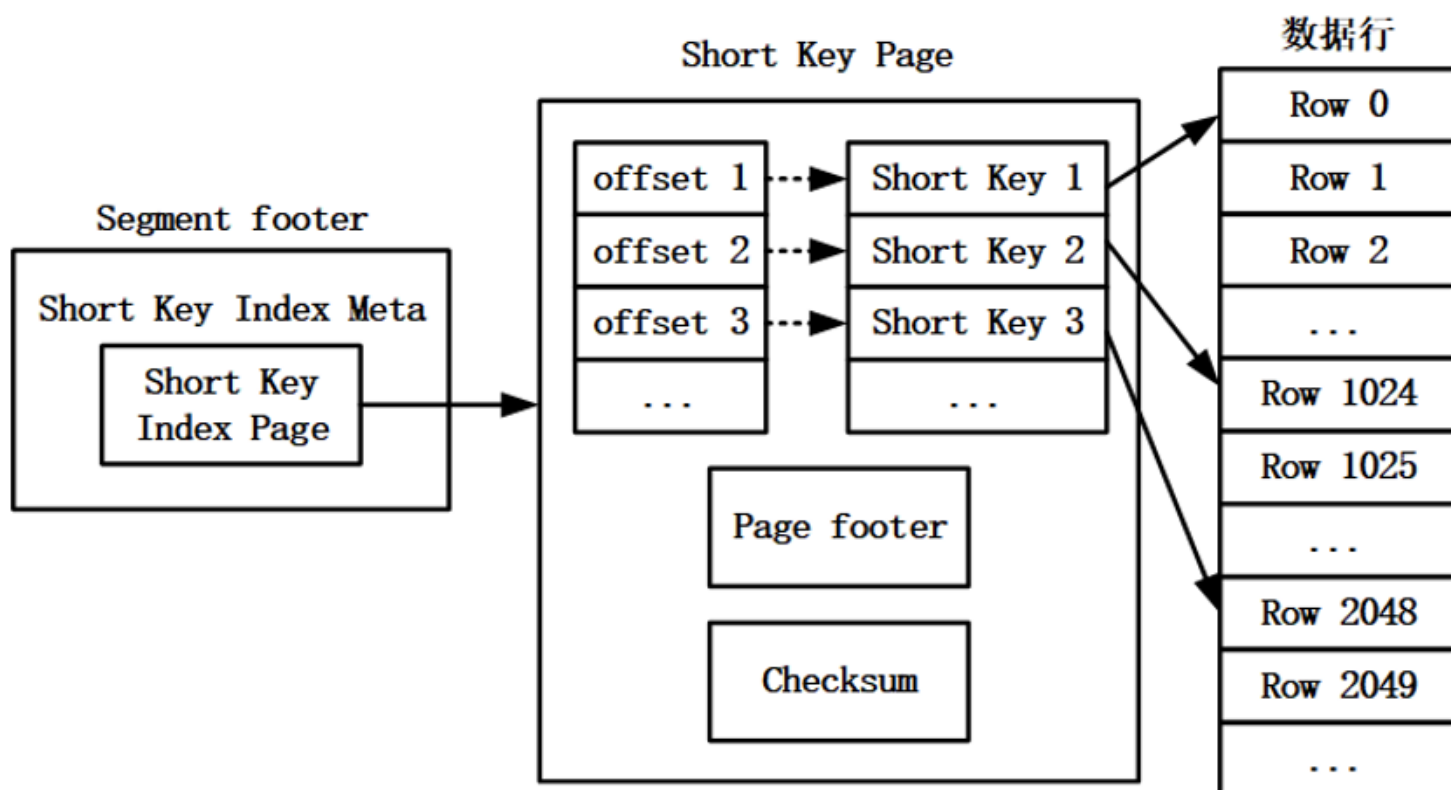 Segment footer
Short Key Index Meta
Short Key
Index Page
Short Key Page
offset 1
offset 2
offset 3
...
Short Key 1
Short Key 2
Short Key 3
...
Page footer
Checksum
数据行
Row 0
Row 1
Row 2
...
Row 1024
Row 1025
...
Row 2048
Row 2049
...